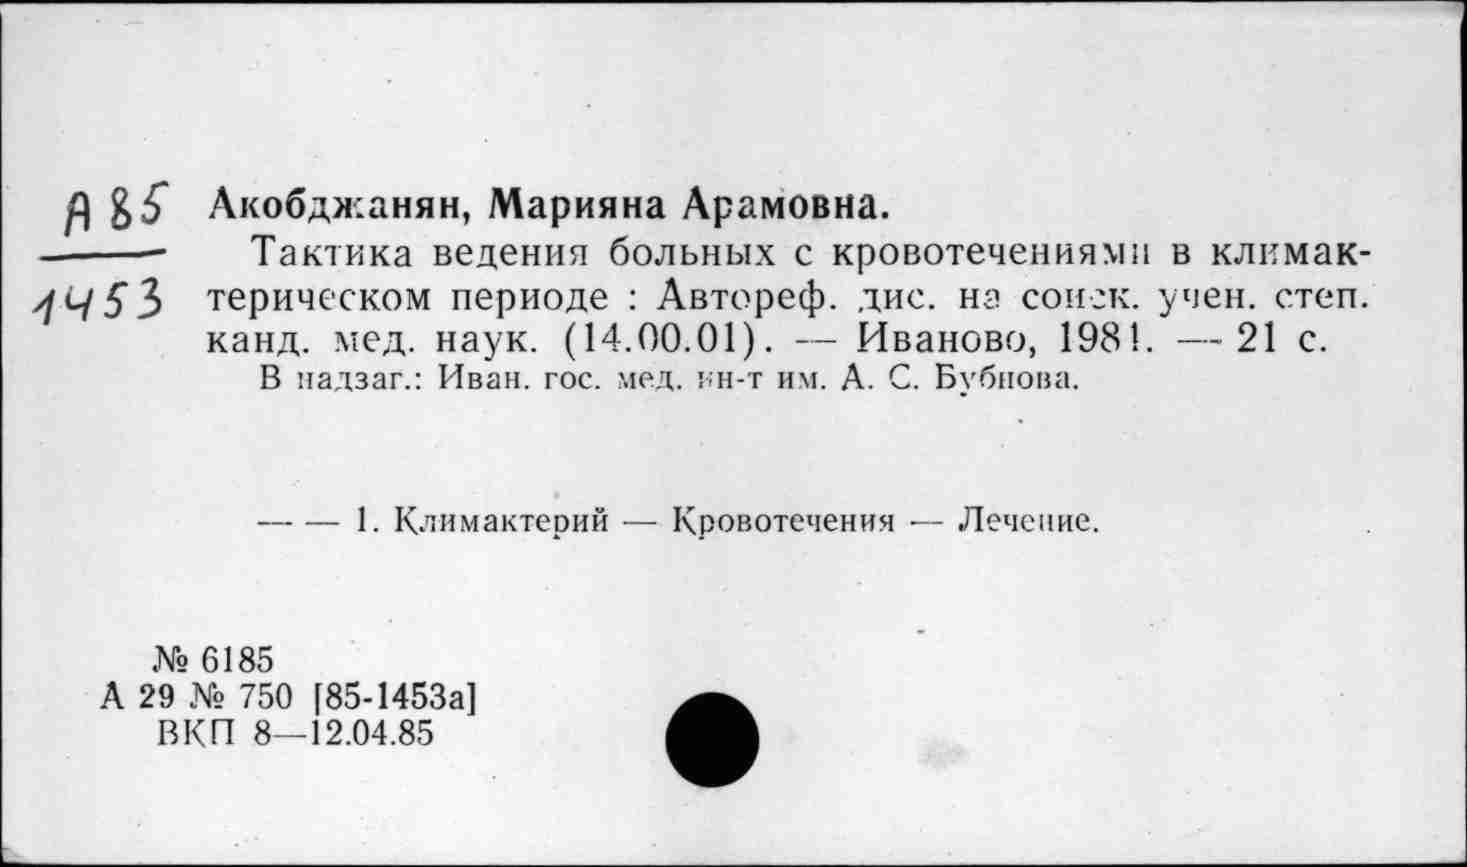 А 85 Акобджанян, Марияна Арамовна.
Тактика ведения больных с кровотечениями в климак-
1453 терическом периоде : Автореф. дис. на соиск. учен. степ.
канд. мед. наук. (14.00.01). — Иваново, 1981. — 21 с.
В надзаг.: Иван. гос. мед. ин-т им. А. С. Бубнова.
— — 1. Климактерий — Кровотечения — Лечение.
№ 6185
А 29 № 750 [85-1453а]
ВКП 8—12.04.85